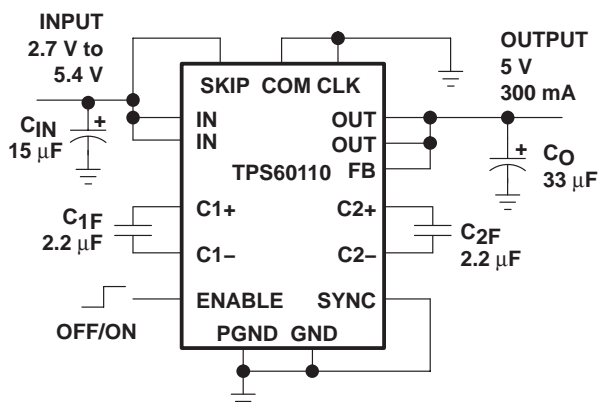 INPUT
2.7 V to
5.4 V
OUTPUT
5 V
300 mA
SKIP COM CLK
CIN
15 µF
+
IN
IN
OUT
OUT
TPS60110 FB
+
CO
33 µF
C1F
2.2 µF
C1+
C1–
C2+
C2–
C2F
2.2 µF
ENABLE SYNC
OFF/ON
PGND GND